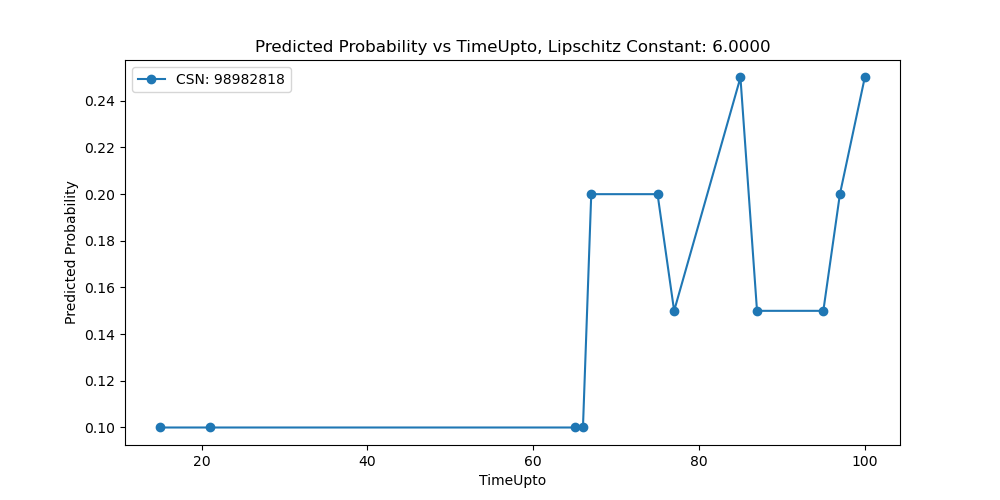 Predicted Probability vs TimeUpto, Lipschitz Constant: 6.0000
CSN: 98982818
0.24
0.22
0.20
0.18
0.16
0.14
0.12
0.10
Predicted Probability
20 40 60 80 100
TimeUpto